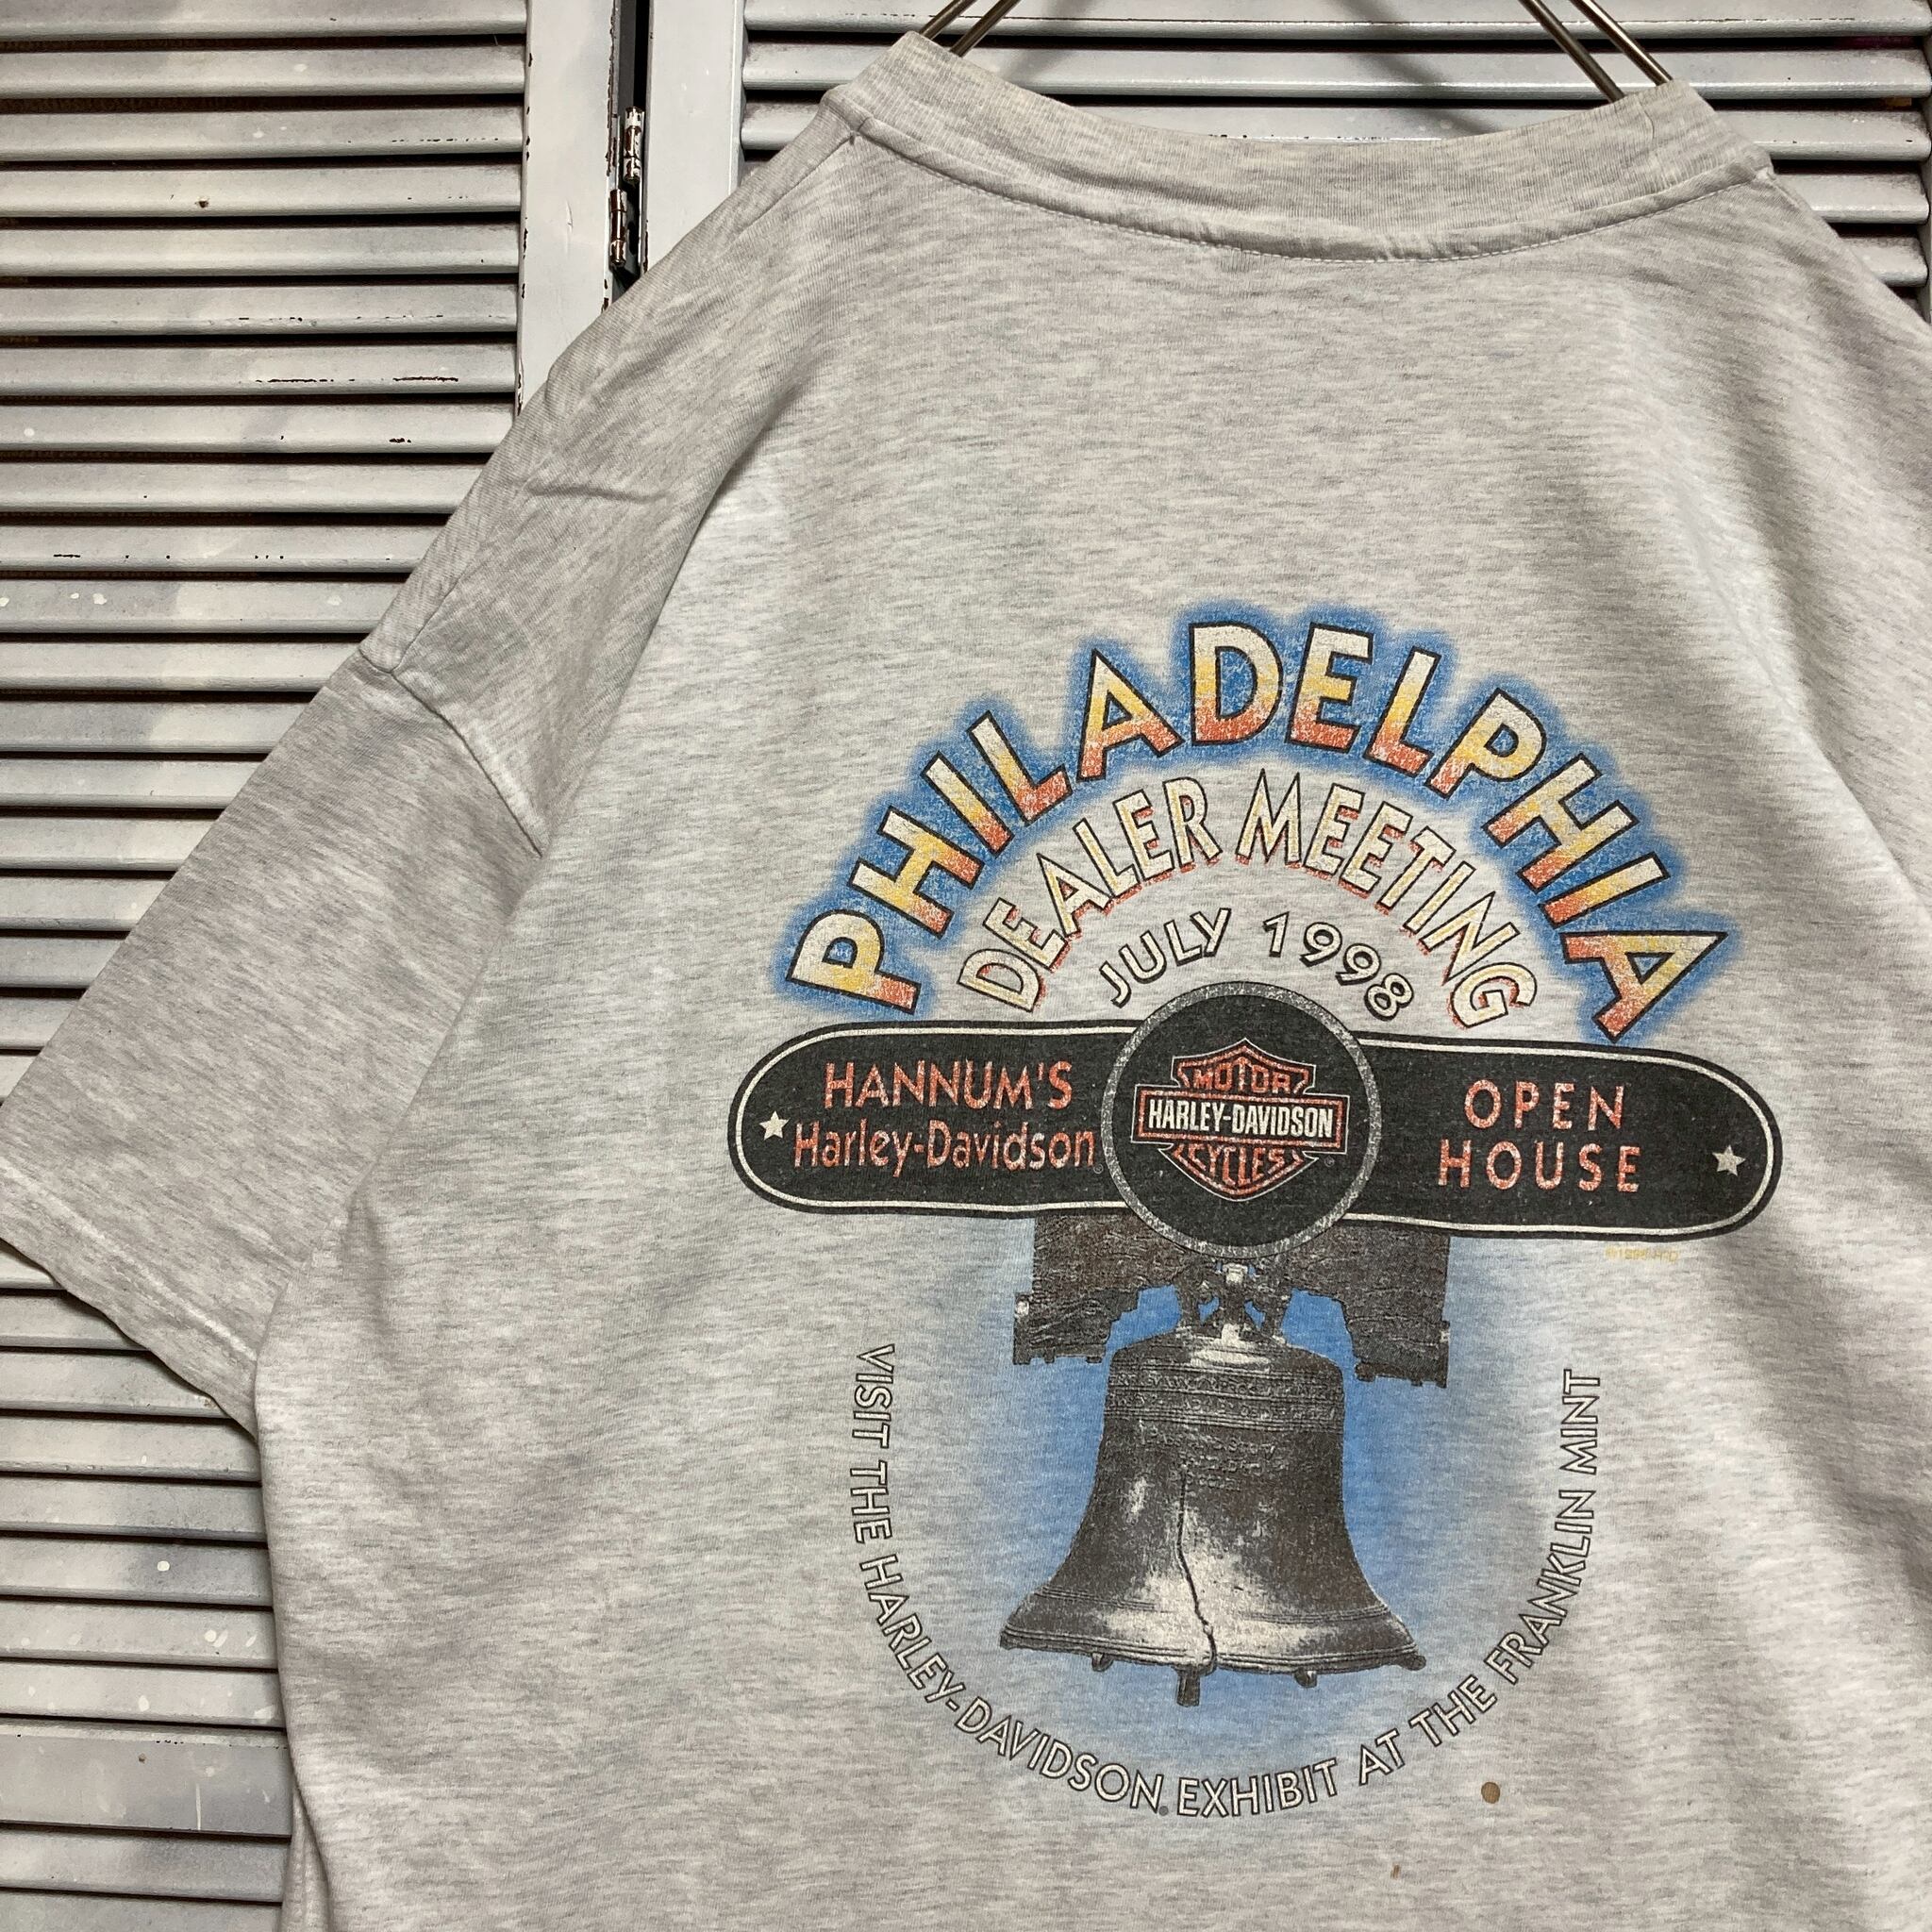 PHILADELPHIA
DEALER MEETING
JULY 1998
HANNUM'S
Harley-Davidson
MOTOR
HARLEY-DAVIDSON
CYCLES
OPEN
HOUSE
©1998 H-D
VISIT THE HARLEY-DAVIDSON EXHIBIT AT THE FRANKLIN MINT